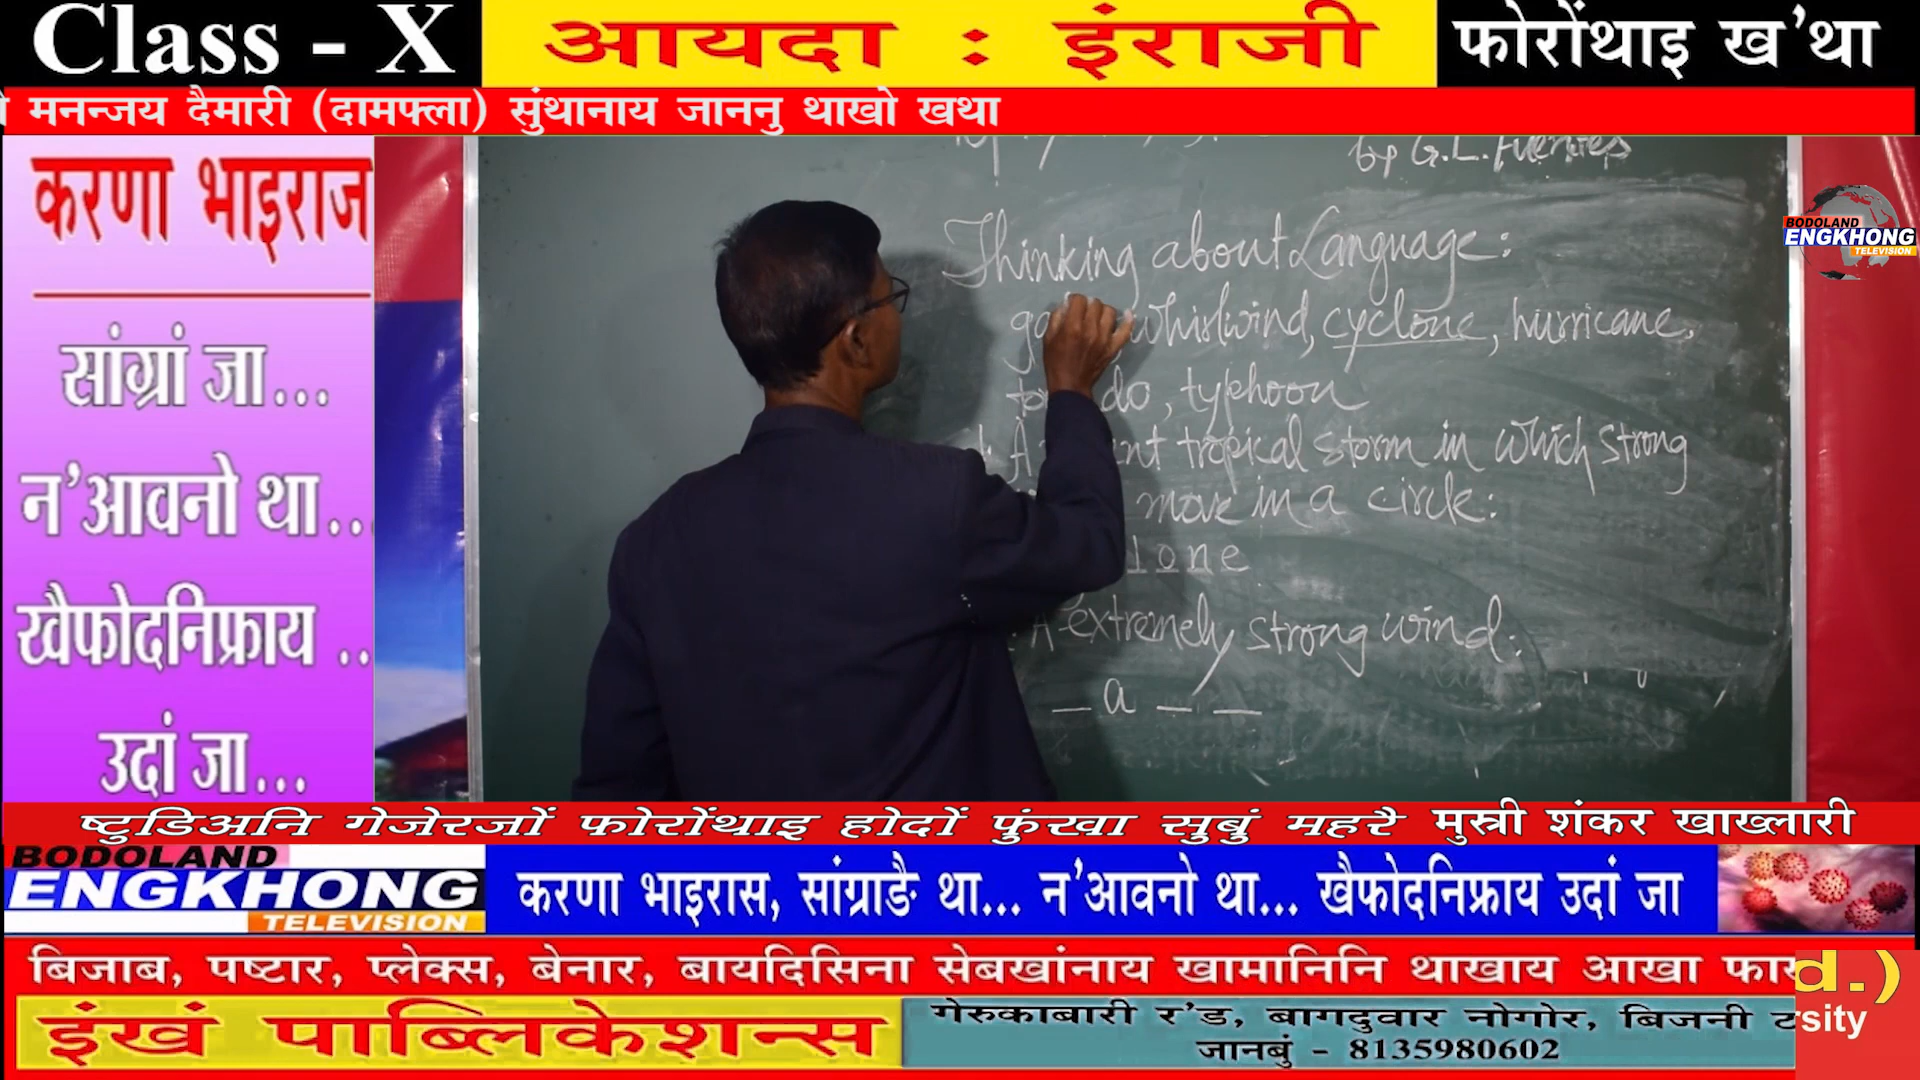 Class - X
आयदा : इंराजी
फोरोंथाइ ख'था
मनन्जय दैमारी (दामफ्ला) सुंथानाय जाननु थाखो खथा
करणा भाइराज
सांग्रां जा...
न'आवनो था...
खैफोदनिफ्राय ..
उदां जा...
by G.L. Fuentes
Thinking about Language:
whirlwind, cyclone, hurricane,
do, typhoon
tropical storm in which strong
move in a circle:
lone
A extremely strong wind:
_ a _ _
BODOLAND
ENGKHONG
TELEVISION
ष्टुडिअनि गेजेरजों फोरोंथाइ होदों फुंखा सुबुं महरै मुस्री शंकर खाख्लारी
BODOLAND
ENGKHONG
TELEVISION
करणा भाइरास, सांग्राङै था... न'आवनो था... खैफोदनिफ्राय उदां जा
बिजाब, पष्टार, प्लेक्स, बेनार, बायदिसिना सेबखांनाय खामानिनि थाखाय आखा
d.)
rsity
इंखं पाब्लिकेशन्स
गेरुकाबारी र'ड, बागदुवार नोगोर, बिजनी
जानबुं - 8135980602